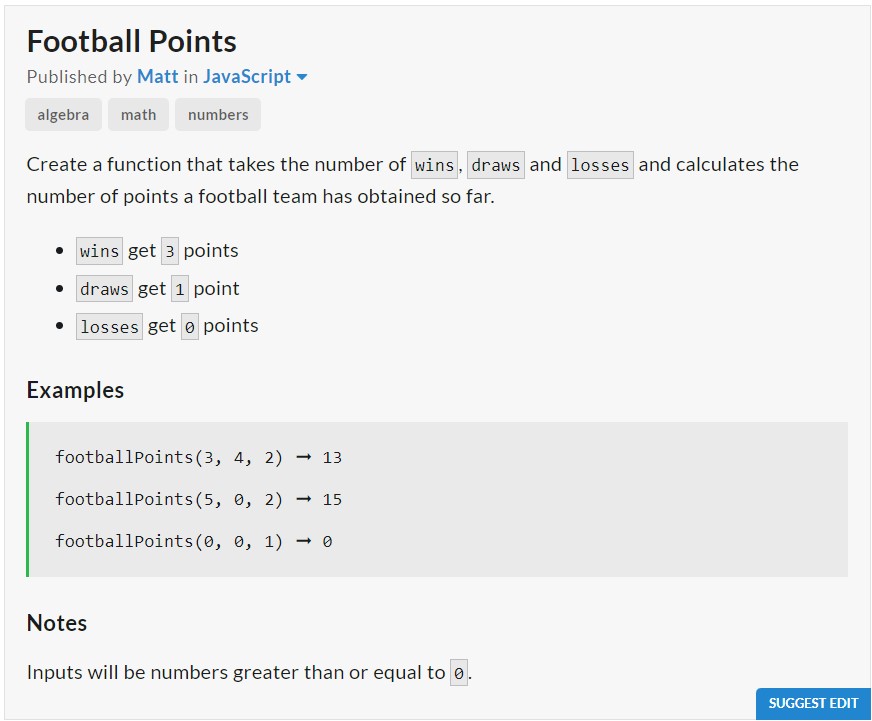 Football Points
Published by Matt in JavaScript
algebra math numbers
Create a function that takes the number of wins, draws and losses and calculates the
number of points a football team has obtained so far.
• wins get 3 points
• draws get 1 point
• losses get 0 points
Examples
footballPoints(3, 4, 2) ➞ 13
footballPoints(5, 0, 2) ➞ 15
footballPoints(0, 0, 1) ➞ 0
Notes
Inputs will be numbers greater than or equal to 0.
SUGGEST EDIT